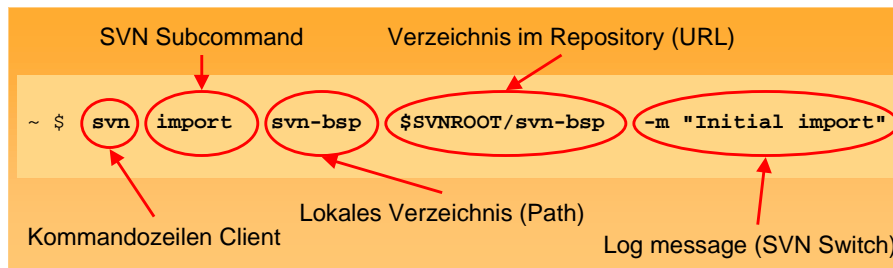 SVN Subcommand Verzeichnis im Repository (URL)
~ $ svn import svn-bsp $SVNROOT/svn-bsp -m "Initial import"
Lokales Verzeichnis (Path)
Kommandozeilen Client
Log message (SVN Switch)